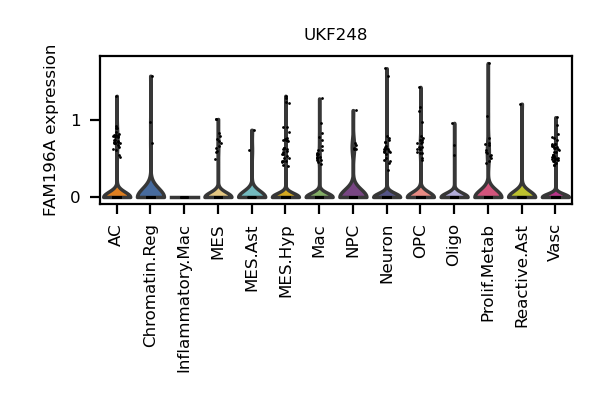 UKF248
FAM196A expression
1
0
AC
Chromatin.Reg
Inflammatory.Mac
MES
MES.Ast
MES.Hyp
Mac
NPC
Neuron
OPC
Oligo
Prolif.Metab
Reactive.Ast
Vasc